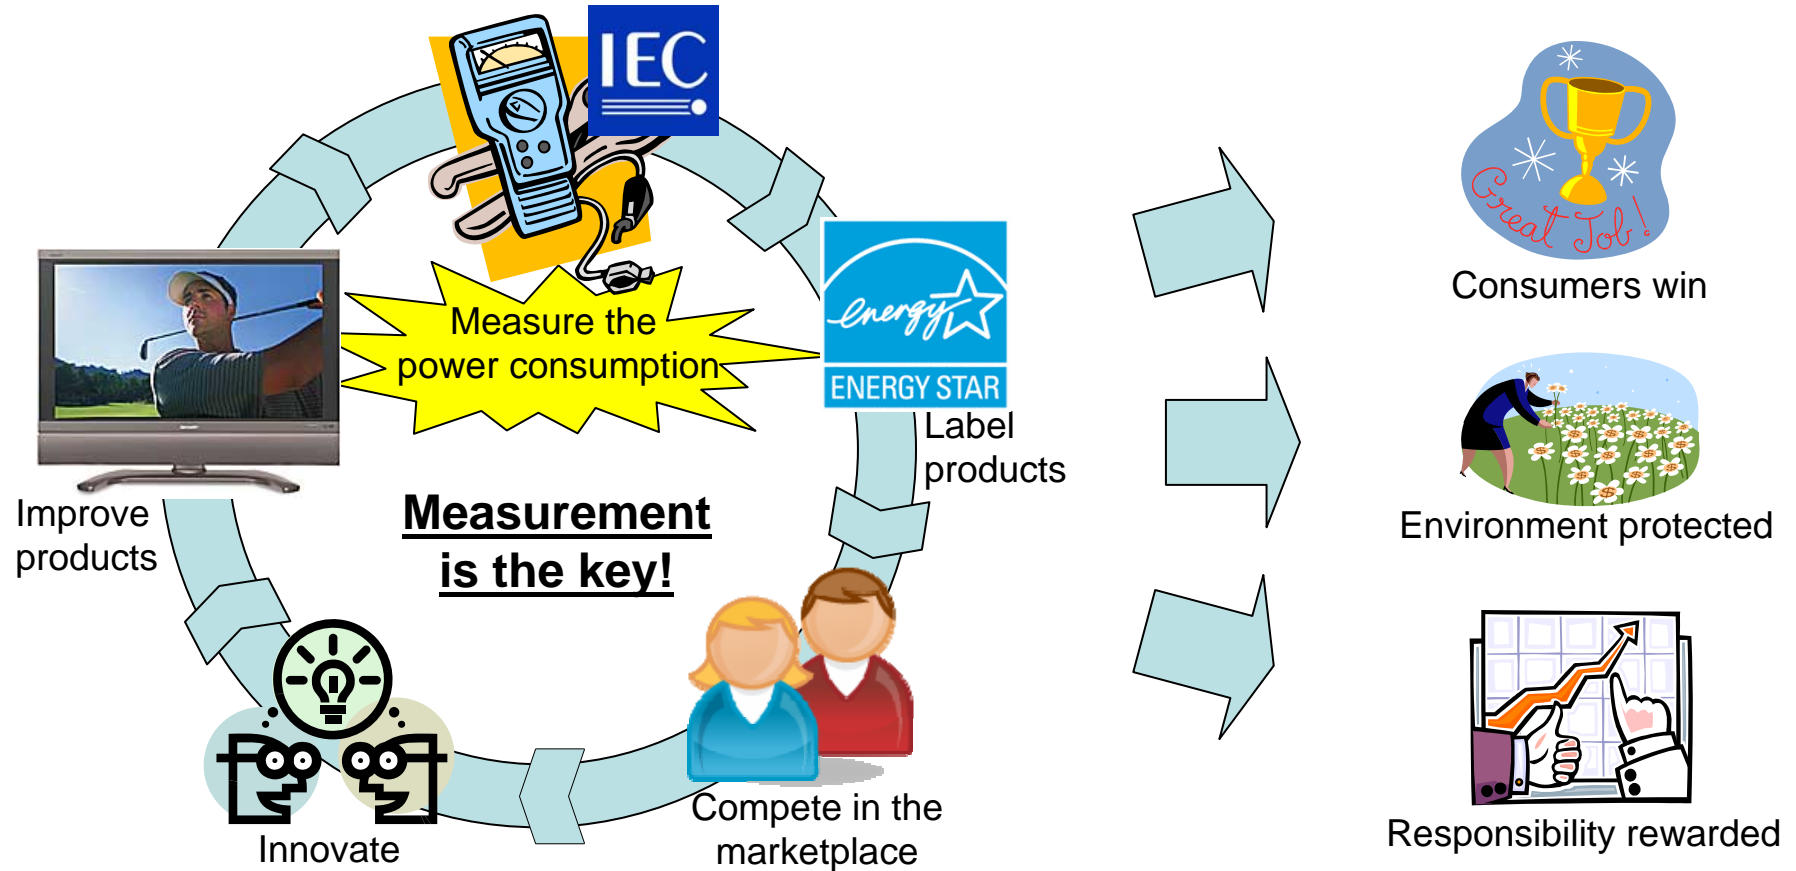 IEC
Measure the
power consumption
energy
ENERGY STAR
Label
products
Improve
products
Measurement
is the key!
Innovate
Compete in the
marketplace
Great Job!
Consumers win
Environment protected
Responsibility rewarded